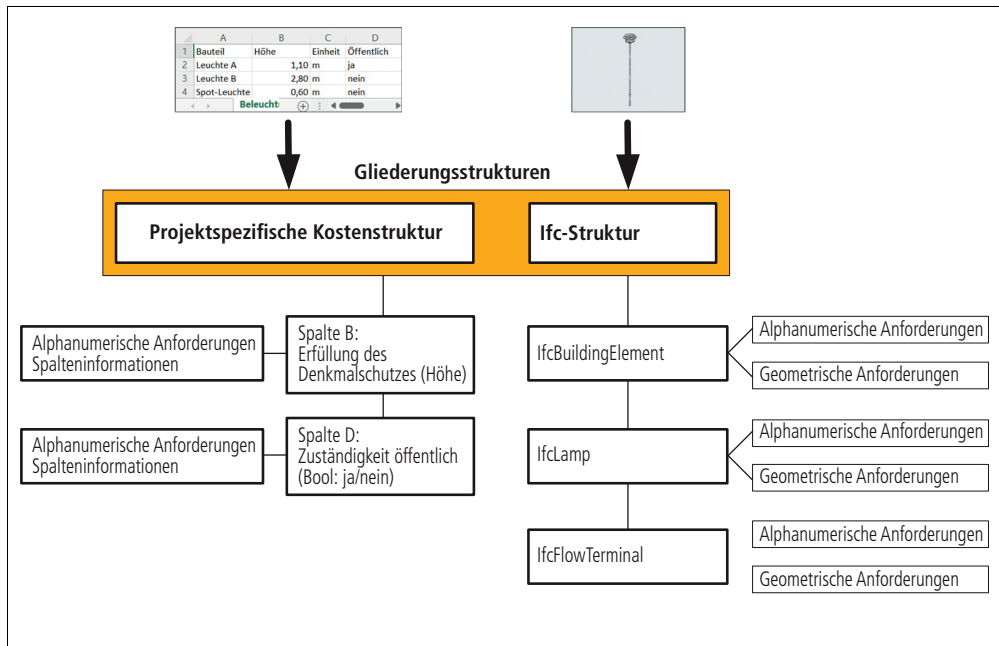 A B C D
1 Bauteil Höhe Einheit Öffentlich
2 Leuchte A 1,10 m ja
3 Leuchte B 2,80 m nein
4 Spot-Leuchte 0,60 m nein
Beleucht
Gliederungsstrukturen
Projektspezifische Kostenstruktur
Ifc-Struktur
Alphanumerische Anforderungen
Spalteninformationen
Spalte B:
Erfüllung des
Denkmalschutzes (Höhe)
Alphanumerische Anforderungen
Spalteninformationen
Spalte D:
Zuständigkeit öffentlich
(Bool: ja/nein)
IfcBuildingElement
Alphanumerische Anforderungen
Geometrische Anforderungen
IfcLamp
Alphanumerische Anforderungen
Geometrische Anforderungen
IfcFlowTerminal
Alphanumerische Anforderungen
Geometrische Anforderungen